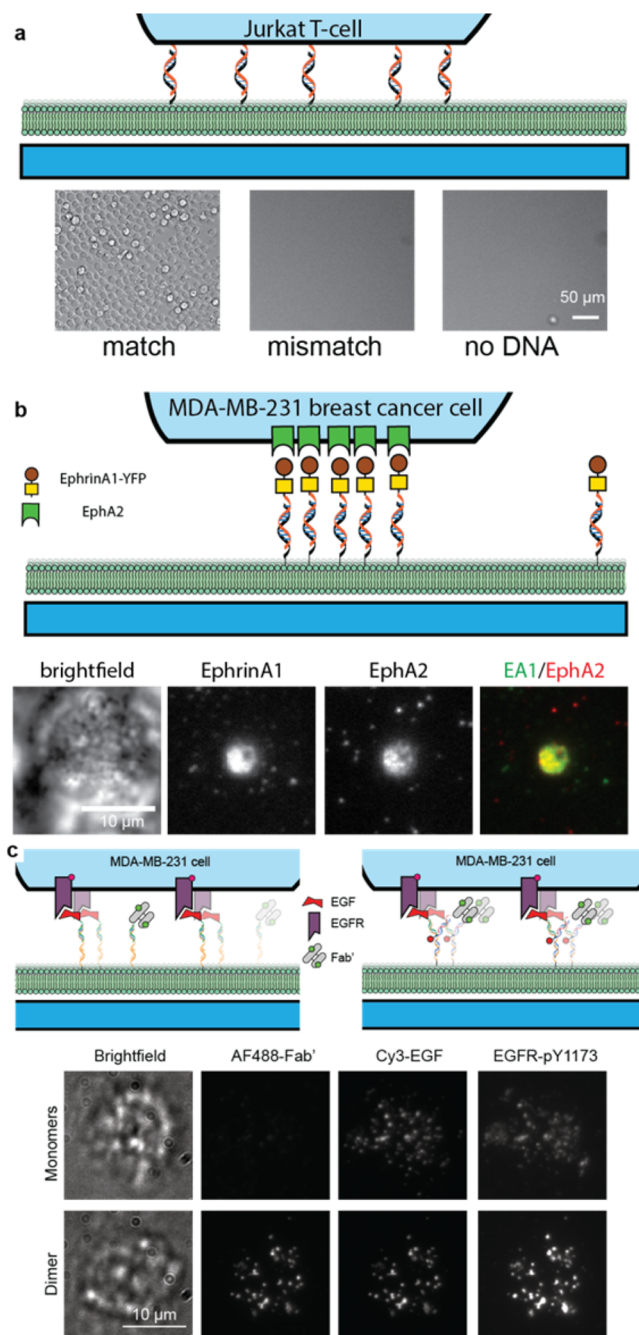 a
Jurkat T-cell
50 µm
match mismatch no DNA
b
MDA-MB-231 breast cancer cell
EphrinA1-YFP
EphA2
brightfield EphrinA1 EphA2 EA1/EphA2
10 µm
c
MDA-MB-231 cell MDA-MB-231 cell
EGF
EGFR
Fab'
Brightfield AF488-Fab' Cy3-EGF EGFR-pY1173
Monomers
Dimer
10 µm